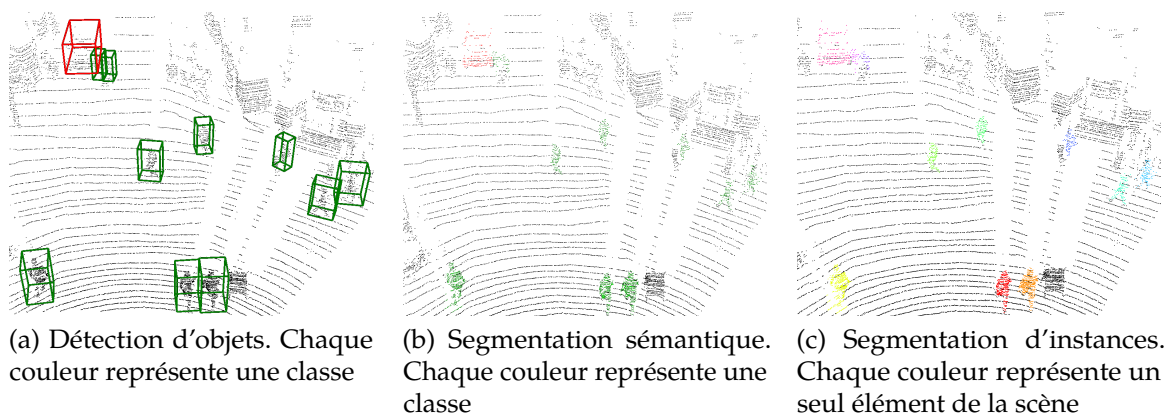 (a) Détection d'objets. Chaque
couleur représente une classe
(b) Segmentation sémantique.
Chaque couleur représente une
classe
(c) Segmentation d'instances.
Chaque couleur représente un
seul élément de la scène